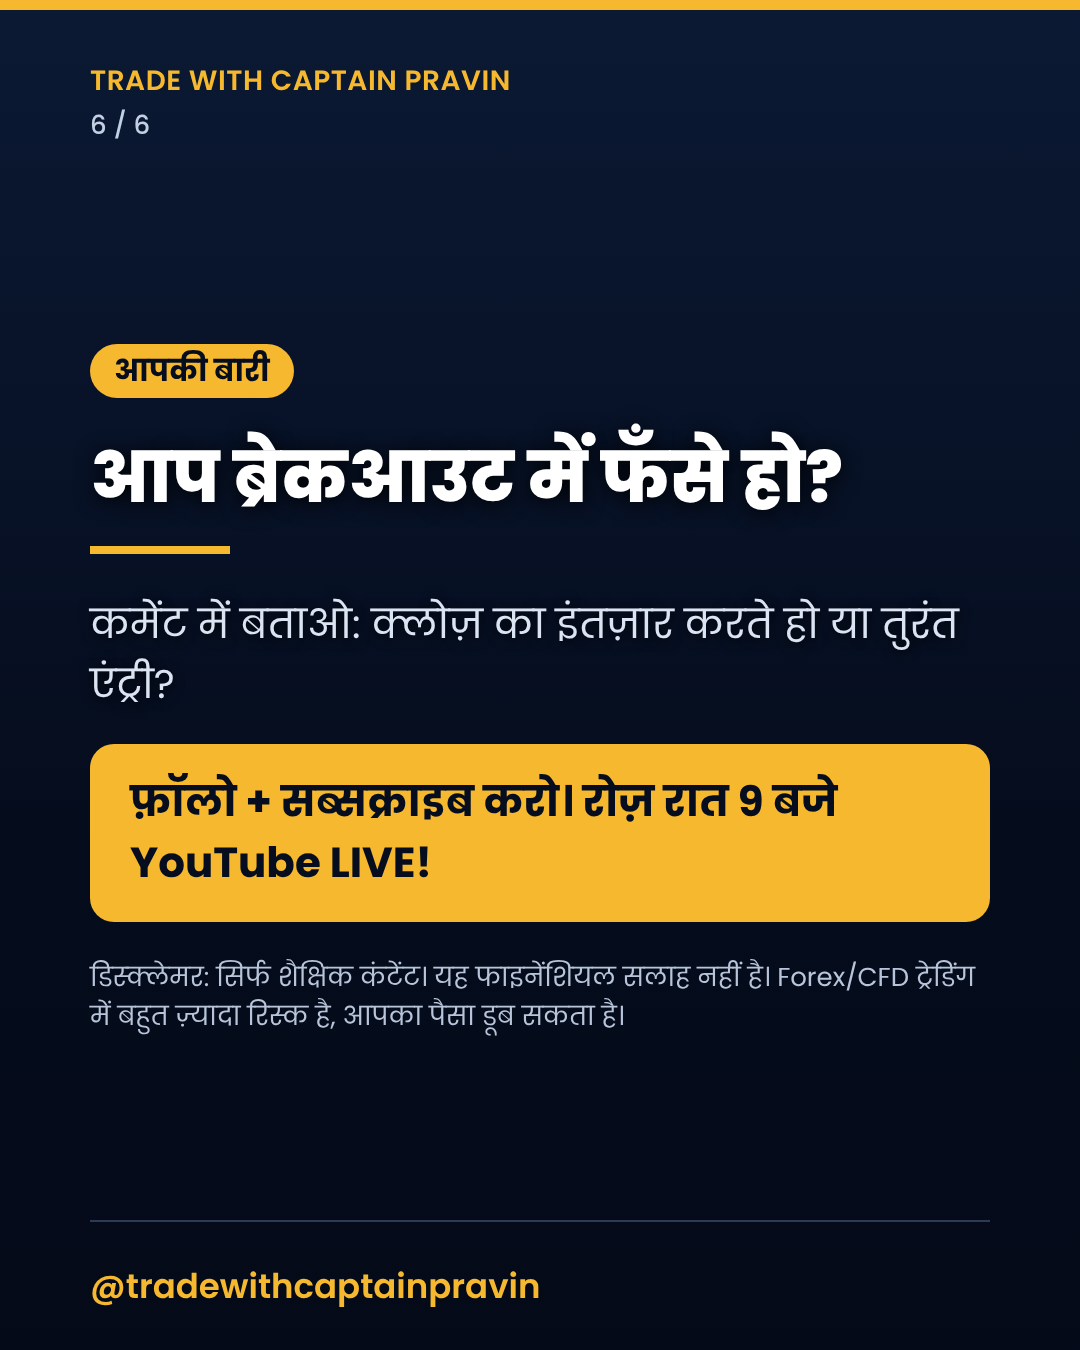 TRADE WITH CAPTAIN PRAVIN
6 / 6
आपकी बारी
आप ब्रेकआउट में फँसे हो?
कमेंट में बताओ: क्लोज़ का इंतज़ार करते हो या तुरंत
एंट्री?
फ़ॉलो + सब्सक्राइब करो। रोज़ रात 9 बजे
YouTube LIVE!
डिस्क्लेमर: सिर्फ शैक्षिक कंटेंट। यह फाइनेंशियल सलाह नहीं है। Forex/CFD ट्रेडिंग
में बहुत ज़्यादा रिस्क है, आपका पैसा डूब सकता है।
@tradewithcaptainpravin